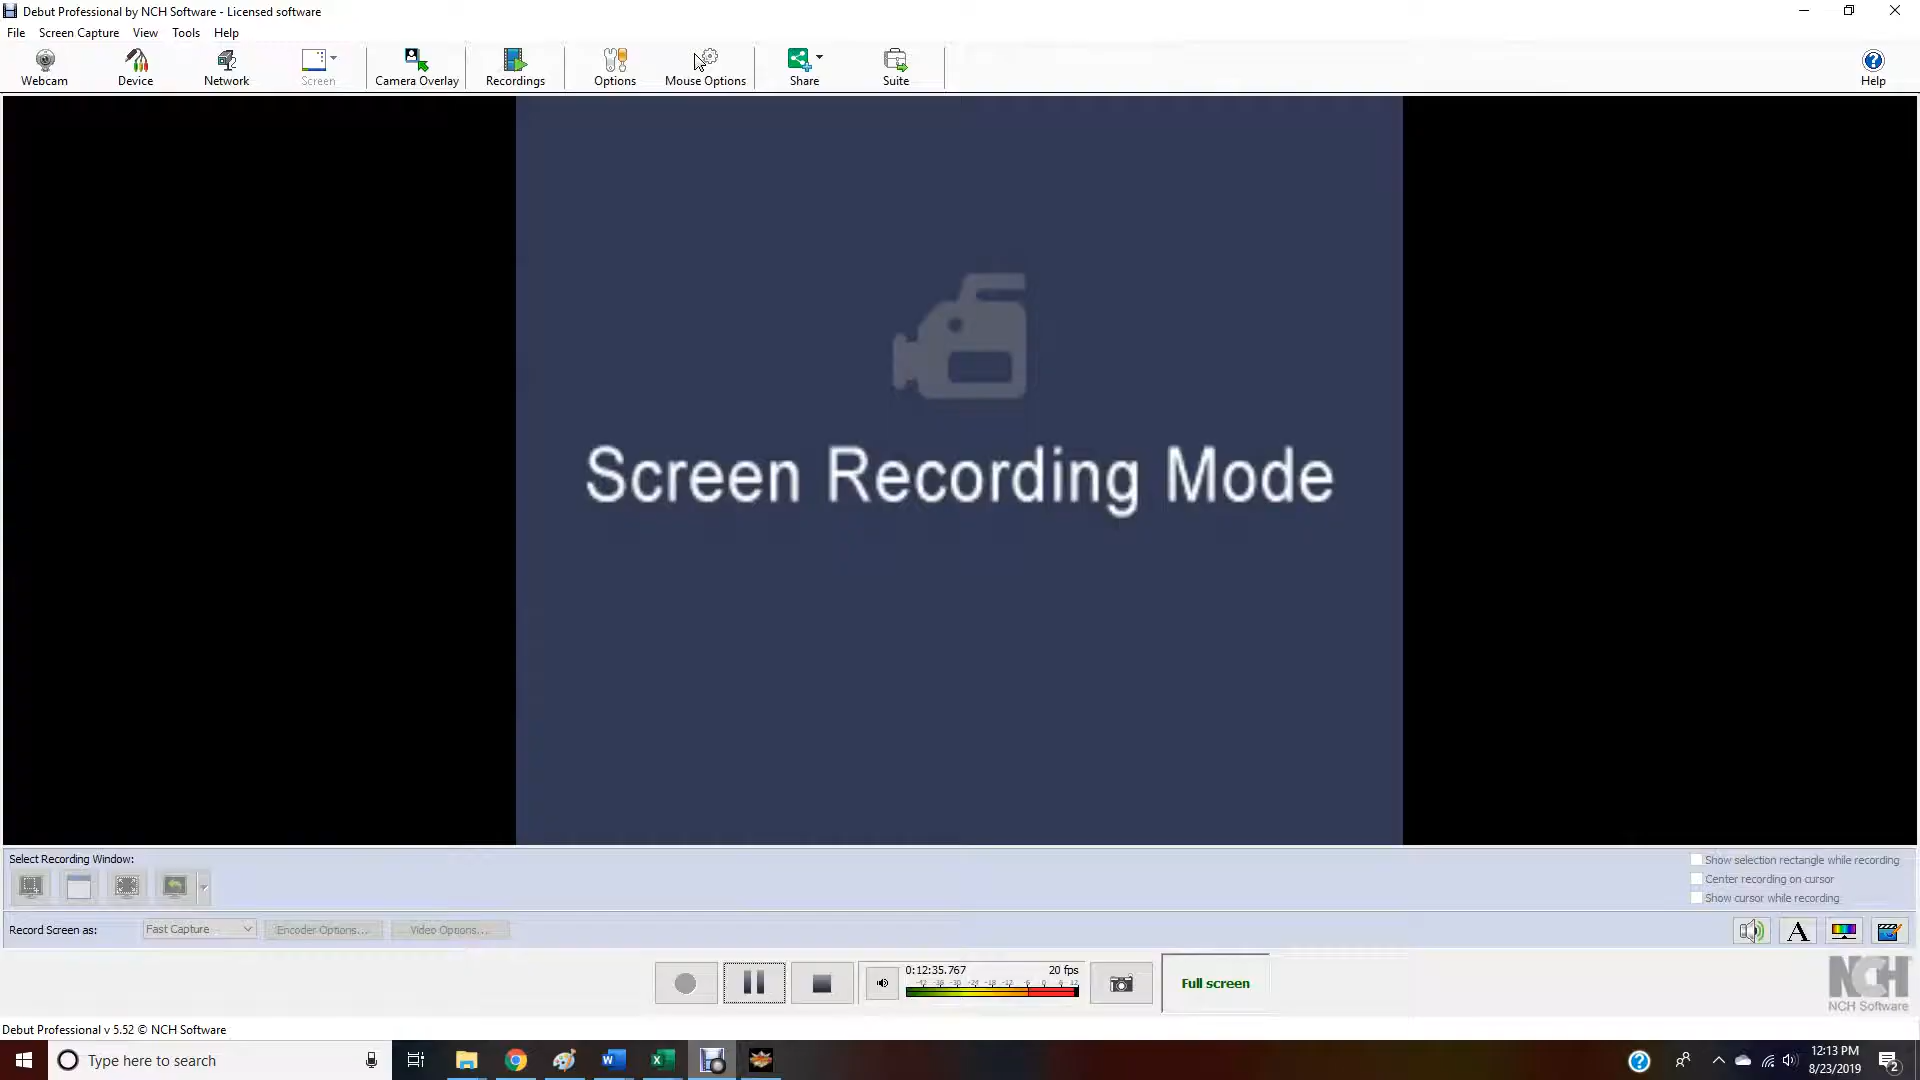 Debut Professional by NCH Software - Licensed software
File Screen Capture View Tools Help
Webcam Device Network Screen Camera Overlay Recordings Options Mouse Options Share Suite Help
Screen Recording Mode
Select Recording Window:
Show selection rectangle while recording
Center recording on cursor
Show cursor while recording
Record Screen as: Fast Capture Encoder Options... Video Options...
0:12:35.767 20 fps
Full screen
NCH
NCH Software
Debut Professional v 5.52 © NCH Software
Type here to search
12:13 PM
8/23/2019
2